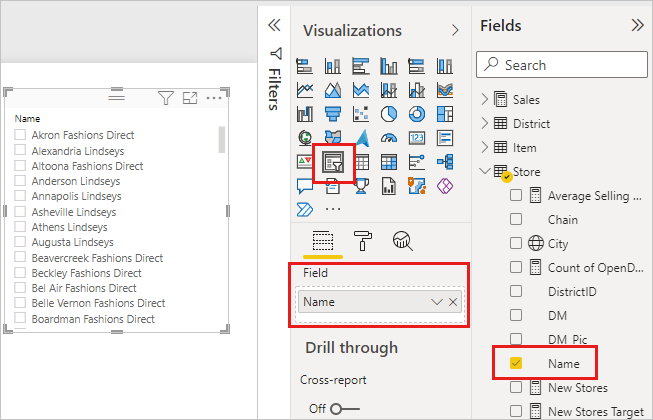 Name
Akron Fashions Direct
Alexandria Lindseys
Altoona Fashions Direct
Anderson Lindseys
Annapolis Lindseys
Asheville Lindseys
Athens Lindseys
Augusta Lindseys
Beavercreek Fashions Direct
Beckley Fashions Direct
Bel Air Fashions Direct
Belle Vernon Fashions Direct
Boardman Fashions Direct
Filters
Visualizations
123
Field
Name
Drill through
Cross-report
Off
Fields
Search
Sales
District
Item
Store
Average Selling ...
Chain
City
Count of OpenD...
DistrictID
DM
DM_Pic
Name
New Stores
New Stores Target